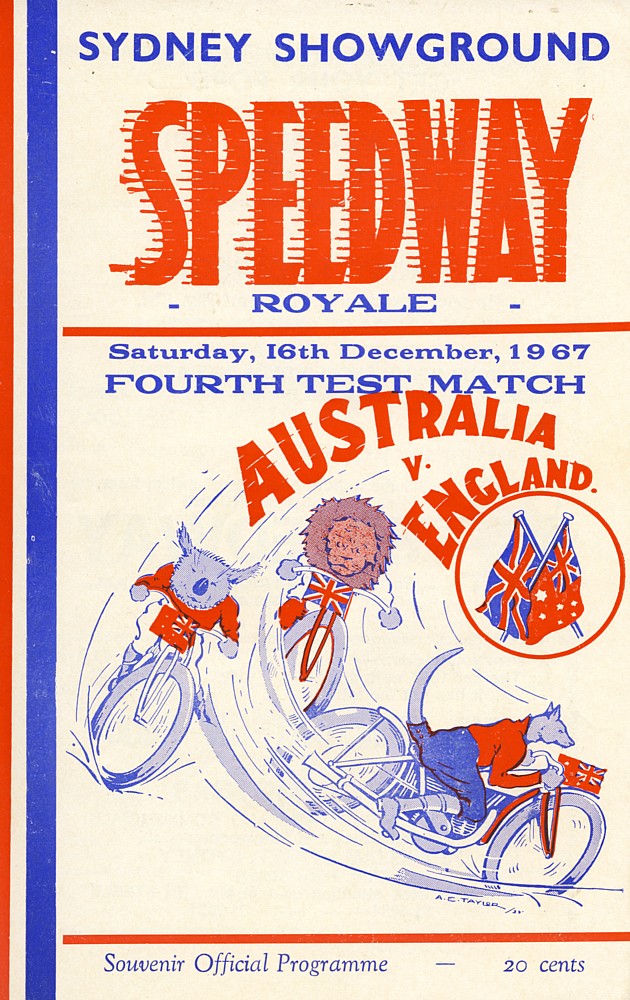 SYDNEY SHOWGROUND
SPEEDWAY
- ROYALE -
Saturday, 16th December, 1967
FOURTH TEST MATCH
AUSTRALIA
V.
ENGLAND.
A.C. TAYLOR
Souvenir Official Programme — 20 cents